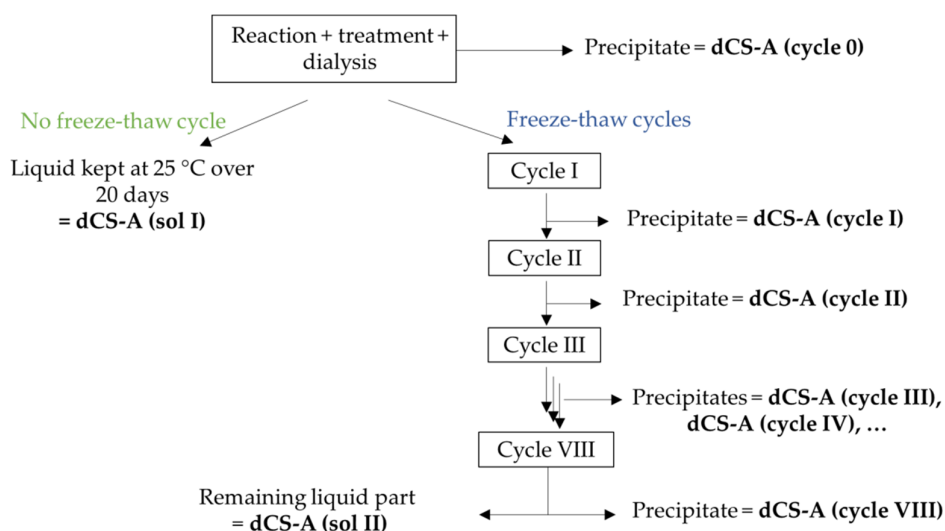 Reaction + treatment +
dialysis
Precipitate = dCS-A (cycle 0)
No freeze-thaw cycle
Freeze-thaw cycles
Liquid kept at 25 °C over
20 days
= dCS-A (sol I)
Cycle I
Precipitate = dCS-A (cycle I)
Cycle II
Precipitate = dCS-A (cycle II)
Cycle III
Precipitates = dCS-A (cycle III),
dCS-A (cycle IV), …
Cycle VIII
Remaining liquid part
= dCS-A (sol II)
Precipitate = dCS-A (cycle VIII)